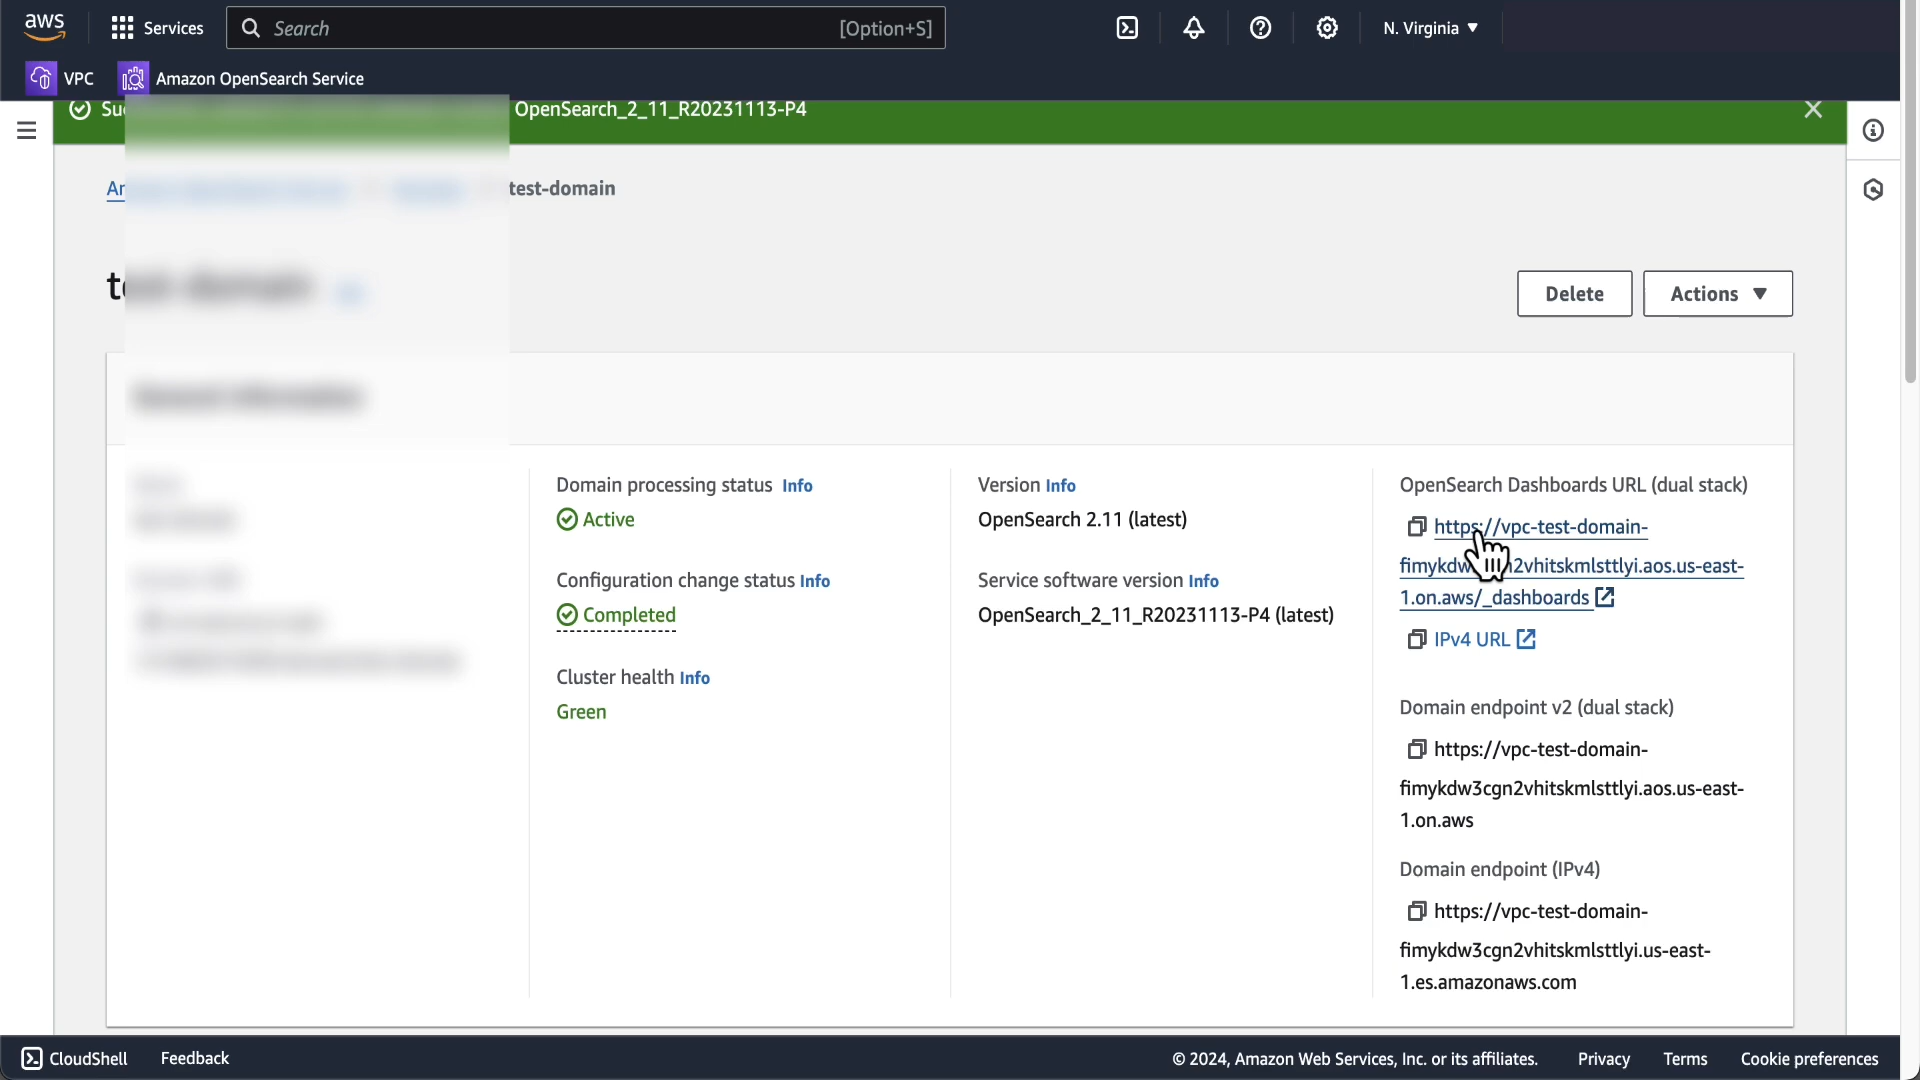 aws
Services
Search
[Option+S]
N. Virginia
VPC
Amazon OpenSearch Service
OpenSearch_2_11_R20231113-P4
test-domain
Delete
Actions
Domain processing status Info
Active
Configuration change status Info
Completed
Cluster health Info
Green
Version Info
OpenSearch 2.11 (latest)
Service software version Info
OpenSearch_2_11_R20231113-P4 (latest)
OpenSearch Dashboards URL (dual stack)
https://vpc-test-domain-
1.on.aws/_dashboards
IPv4 URL
Domain endpoint v2 (dual stack)
https://vpc-test-domain-
fimykdw3cgn2vhitskmlsttlyi.aos.us-east-
1.on.aws
Domain endpoint (IPv4)
https://vpc-test-domain-
fimykdw3cgn2vhitskmlsttlyi.us-east-
1.es.amazonaws.com
CloudShell
Feedback
© 2024, Amazon Web Services, Inc. or its affiliates.
Privacy
Terms
Cookie preferences